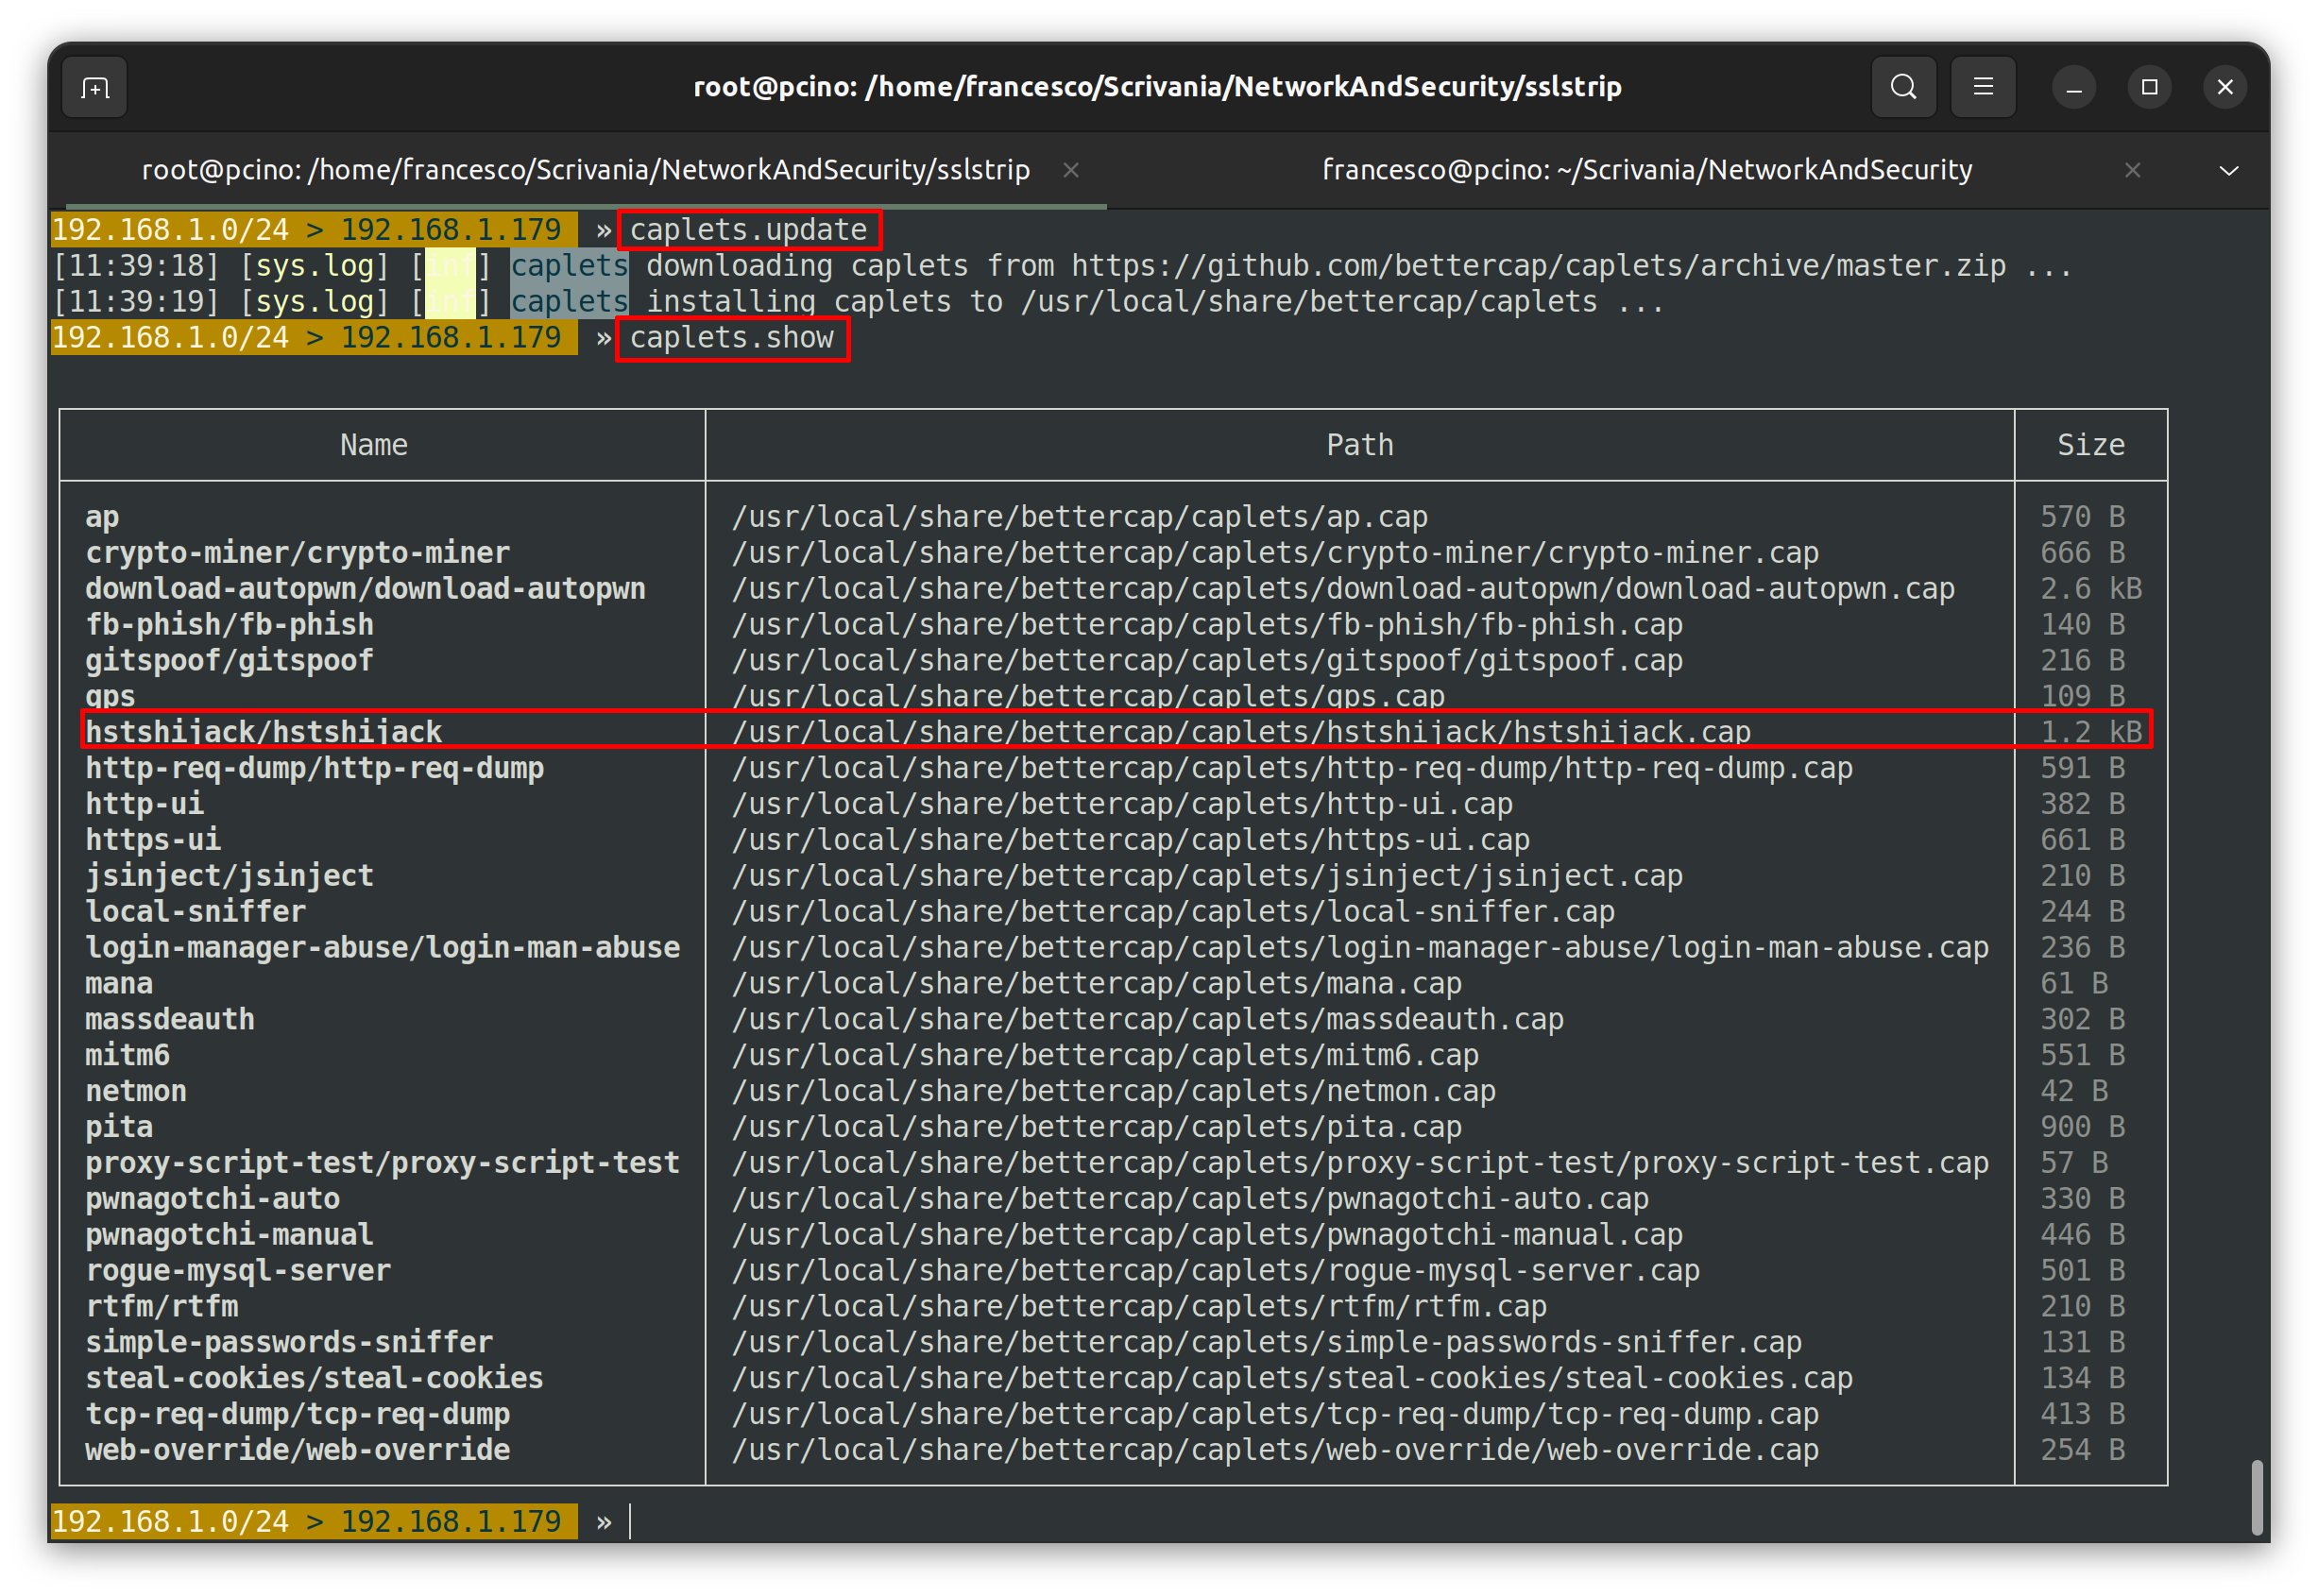 root@pcino: /home/francesco/Scrivania/NetworkAndSecurity/sslstrip
root@pcino: /home/francesco/Scrivania/NetworkAndSecurity/sslstrip francesco@pcino: ~/Scrivania/NetworkAndSecurity
192.168.1.0/24 > 192.168.1.179 » caplets.update
[11:39:18] [sys.log] [inf] caplets downloading caplets from https://github.com/bettercap/caplets/archive/master.zip ...
[11:39:19] [sys.log] [inf] caplets installing caplets to /usr/local/share/bettercap/caplets ...
192.168.1.0/24 > 192.168.1.179 » caplets.show
Name Path Size
ap /usr/local/share/bettercap/caplets/ap.cap 570 B
crypto-miner/crypto-miner /usr/local/share/bettercap/caplets/crypto-miner/crypto-miner.cap 666 B
download-autopwn/download-autopwn /usr/local/share/bettercap/caplets/download-autopwn/download-autopwn.cap 2.6 kB
fb-phish/fb-phish /usr/local/share/bettercap/caplets/fb-phish/fb-phish.cap 140 B
gitspoof/gitspoof /usr/local/share/bettercap/caplets/gitspoof/gitspoof.cap 216 B
gps /usr/local/share/bettercap/caplets/gps.cap 109 B
hstshijack/hstshijack /usr/local/share/bettercap/caplets/hstshijack/hstshijack.cap 1.2 kB
http-req-dump/http-req-dump /usr/local/share/bettercap/caplets/http-req-dump/http-req-dump.cap 591 B
http-ui /usr/local/share/bettercap/caplets/http-ui.cap 382 B
https-ui /usr/local/share/bettercap/caplets/https-ui.cap 661 B
jsinject/jsinject /usr/local/share/bettercap/caplets/jsinject/jsinject.cap 210 B
local-sniffer /usr/local/share/bettercap/caplets/local-sniffer.cap 244 B
login-manager-abuse/login-man-abuse /usr/local/share/bettercap/caplets/login-manager-abuse/login-man-abuse.cap 236 B
mana /usr/local/share/bettercap/caplets/mana.cap 61 B
massdeauth /usr/local/share/bettercap/caplets/massdeauth.cap 302 B
mitm6 /usr/local/share/bettercap/caplets/mitm6.cap 551 B
netmon /usr/local/share/bettercap/caplets/netmon.cap 42 B
pita /usr/local/share/bettercap/caplets/pita.cap 900 B
proxy-script-test/proxy-script-test /usr/local/share/bettercap/caplets/proxy-script-test/proxy-script-test.cap 57 B
pwnagotchi-auto /usr/local/share/bettercap/caplets/pwnagotchi-auto.cap 330 B
pwnagotchi-manual /usr/local/share/bettercap/caplets/pwnagotchi-manual.cap 446 B
rogue-mysql-server /usr/local/share/bettercap/caplets/rogue-mysql-server.cap 501 B
rtfm/rtfm /usr/local/share/bettercap/caplets/rtfm/rtfm.cap 210 B
simple-passwords-sniffer /usr/local/share/bettercap/caplets/simple-passwords-sniffer.cap 131 B
steal-cookies/steal-cookies /usr/local/share/bettercap/caplets/steal-cookies/steal-cookies.cap 134 B
tcp-req-dump/tcp-req-dump /usr/local/share/bettercap/caplets/tcp-req-dump/tcp-req-dump.cap 413 B
web-override/web-override /usr/local/share/bettercap/caplets/web-override/web-override.cap 254 B
192.168.1.0/24 > 192.168.1.179 »